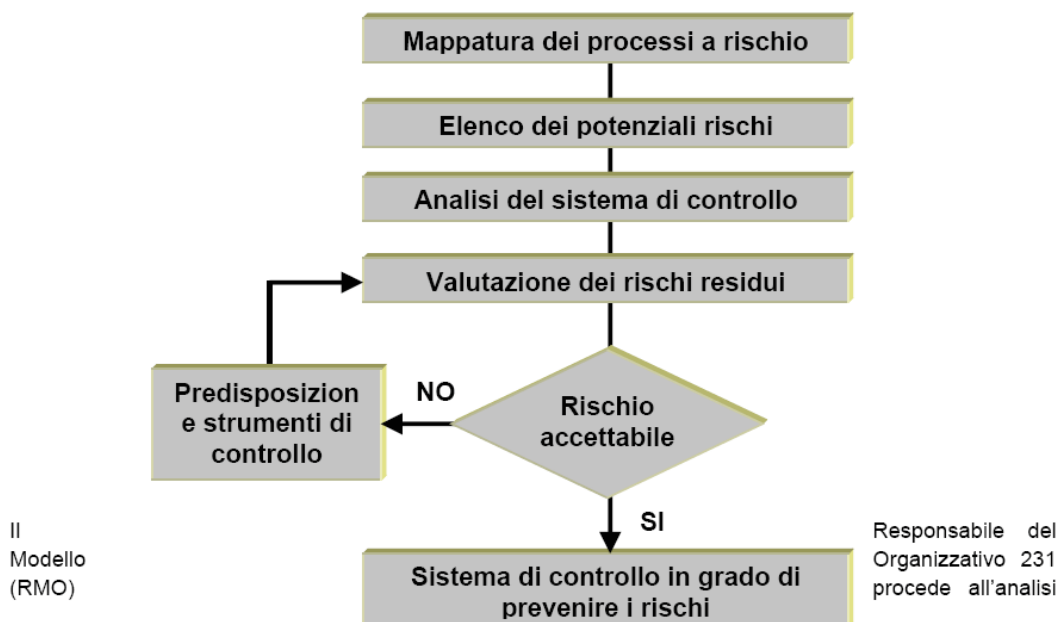 Mappatura dei processi a rischio
Elenco dei potenziali rischi
Analisi del sistema di controllo
Valutazione dei rischi residui
Predisposizion
e strumenti di
controllo
NO
Rischio
accettabile
SI
Sistema di controllo in grado di
prevenire i rischi
Il Responsabile del
Modello Organizzativo 231
(RMO) procede all'analisi